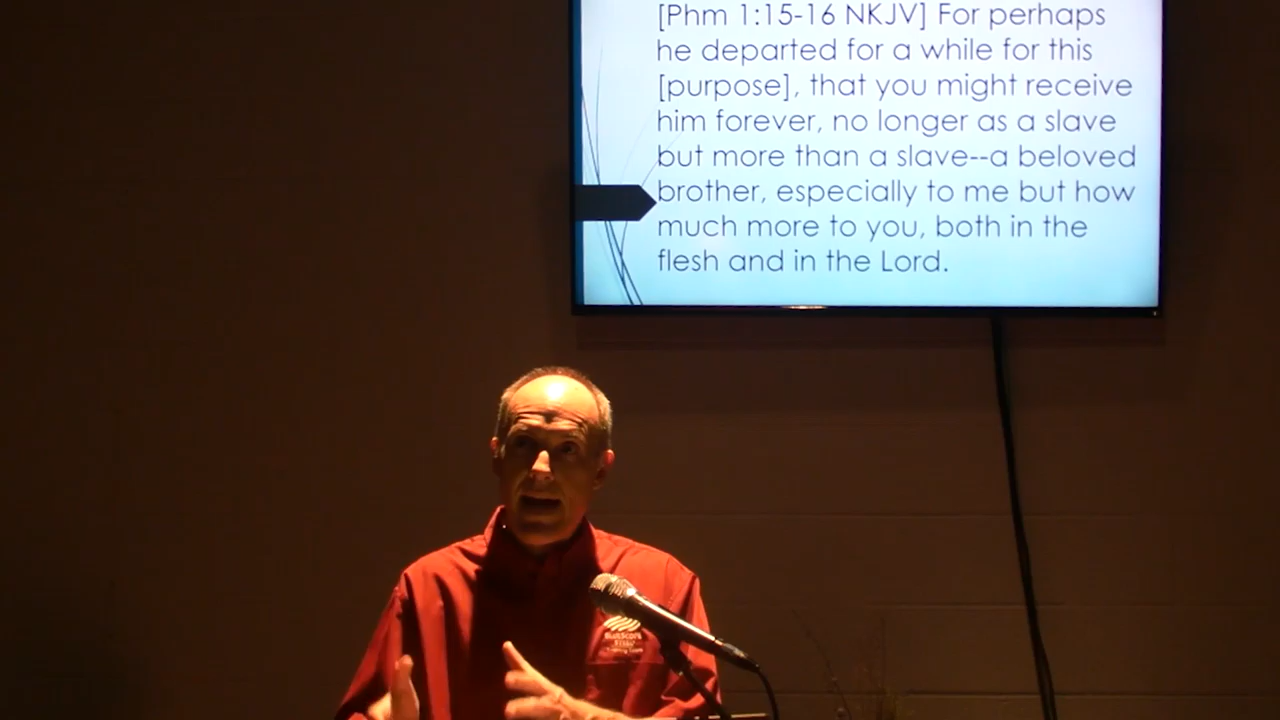 [Phm 1:15-16 NKJV] For perhaps
he departed for a while for this
[purpose], that you might receive
him forever, no longer as a slave
but more than a slave--a beloved
brother, especially to me but how
much more to you, both in the
flesh and in the Lord.